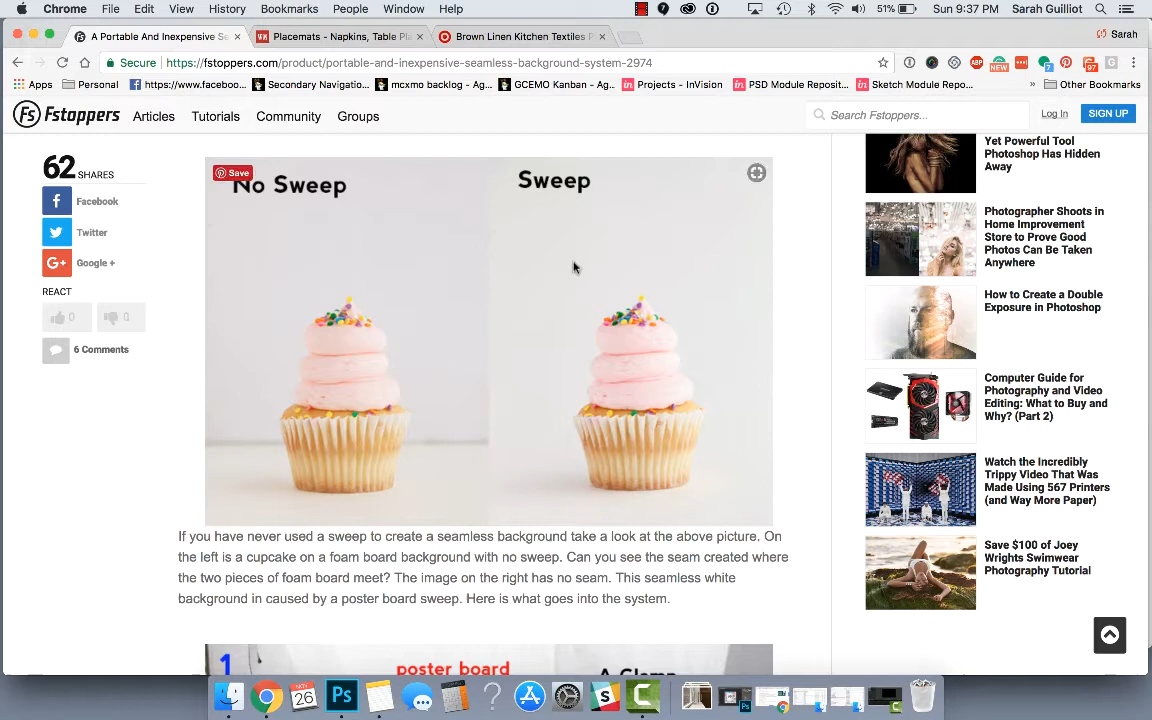 Chrome File Edit View History Bookmarks People Window Help 51% Sun 9:37 PM Sarah Guilliot
A Portable And Inexpensive Se × Placemats - Napkins, Table Pla × Brown Linen Kitchen Textiles P × Sarah
Secure https://fstoppers.com/product/portable-and-inexpensive-seamless-background-system-2974
Apps Personal https://www.faceboo... Secondary Navigatio... mcxmo backlog - Ag... GCEMO Kanban - Ag... Projects - InVision PSD Module Reposit... Sketch Module Repo... » Other Bookmarks
Fs Fstoppers Articles Tutorials Community Groups Search Fstoppers... Log In SIGN UP
62 SHARES
Facebook
Twitter
G+ Google +
REACT
0 0
6 Comments
Save
No Sweep
Sweep
If you have never used a sweep to create a seamless background take a look at the above picture. On
the left is a cupcake on a foam board background with no sweep. Can you see the seam created where
the two pieces of foam board meet? The image on the right has no seam. This seamless white
background in caused by a poster board sweep. Here is what goes into the system.
1
poster board
A Clamp
Yet Powerful Tool
Photoshop Has Hidden
Away
Photographer Shoots in
Home Improvement
Store to Prove Good
Photos Can Be Taken
Anywhere
How to Create a Double
Exposure in Photoshop
Computer Guide for
Photography and Video
Editing: What to Buy and
Why? (Part 2)
Watch the Incredibly
Trippy Video That Was
Made Using 567 Printers
(and Way More Paper)
Save $100 of Joey
Wrights Swimwear
Photography Tutorial